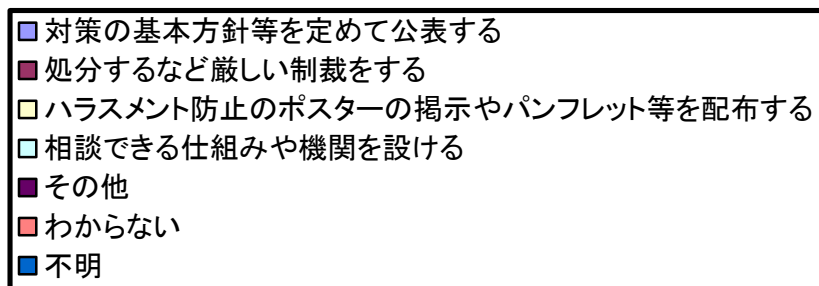 対策の基本方針等を定めて公表する
処分するなど厳しい制裁をする
ハラスメント防止のポスターの掲示やパンフレット等を配布する
相談できる仕組みや機関を設ける
その他
わからない
不明